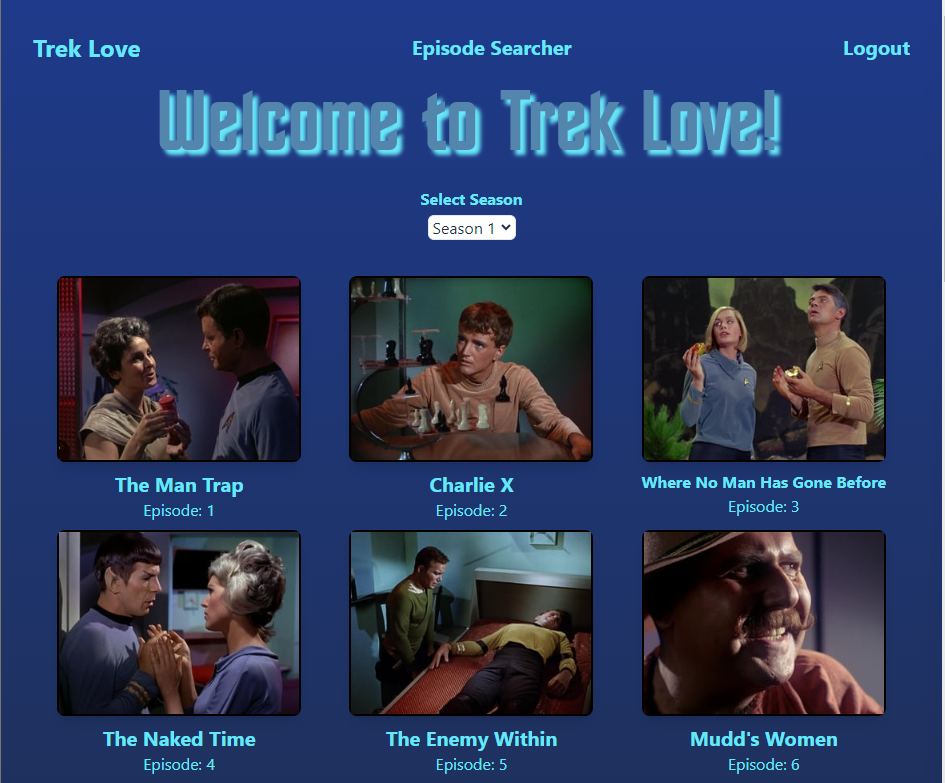 Trek Love
Episode Searcher
Logout
Welcome to Trek Love!
Select Season
Season 1
The Man Trap
Episode: 1
Charlie X
Episode: 2
Where No Man Has Gone Before
Episode: 3
The Naked Time
Episode: 4
The Enemy Within
Episode: 5
Mudd's Women
Episode: 6